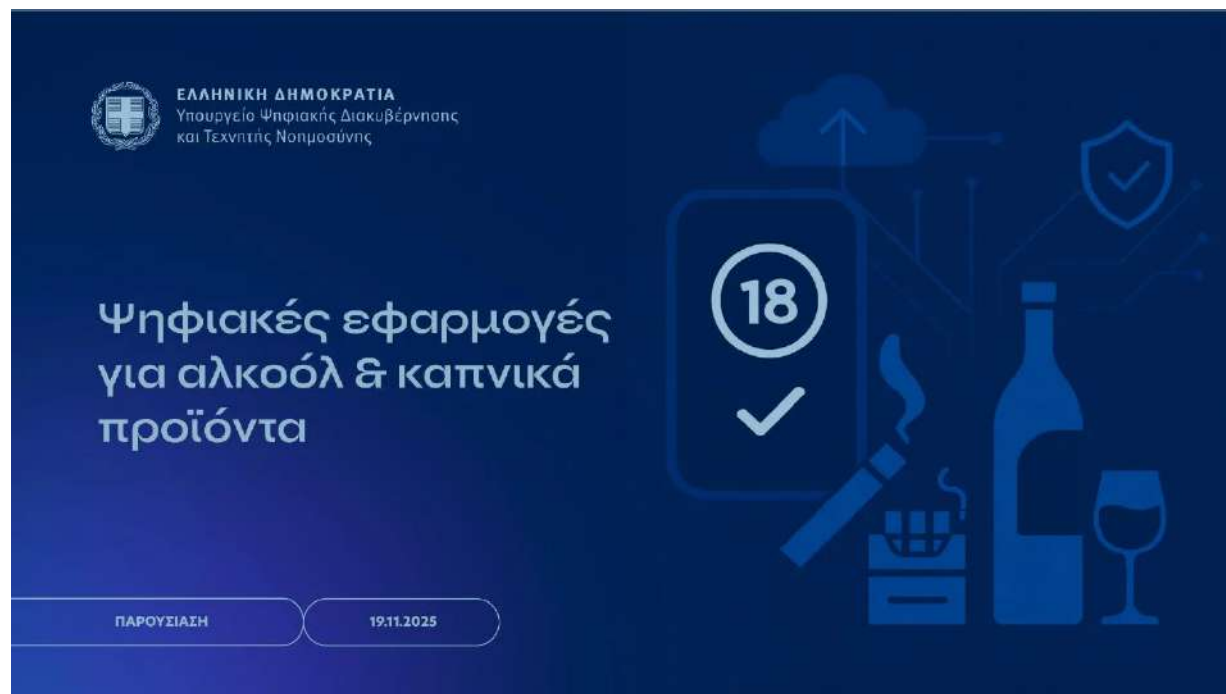 ΕΛΛΗΝΙΚΗ ΔΗΜΟΚΡΑΤΙΑ
Υπουργείο Ψηφιακής Διακυβέρνησης
και Τεχνητής Νοημοσύνης
18
Ψηφιακές εφαρμογές
για αλκοόλ & καπνικά
προϊόντα
ΠΑΡΟΥΣΙΑΣΗ
19.11.2025